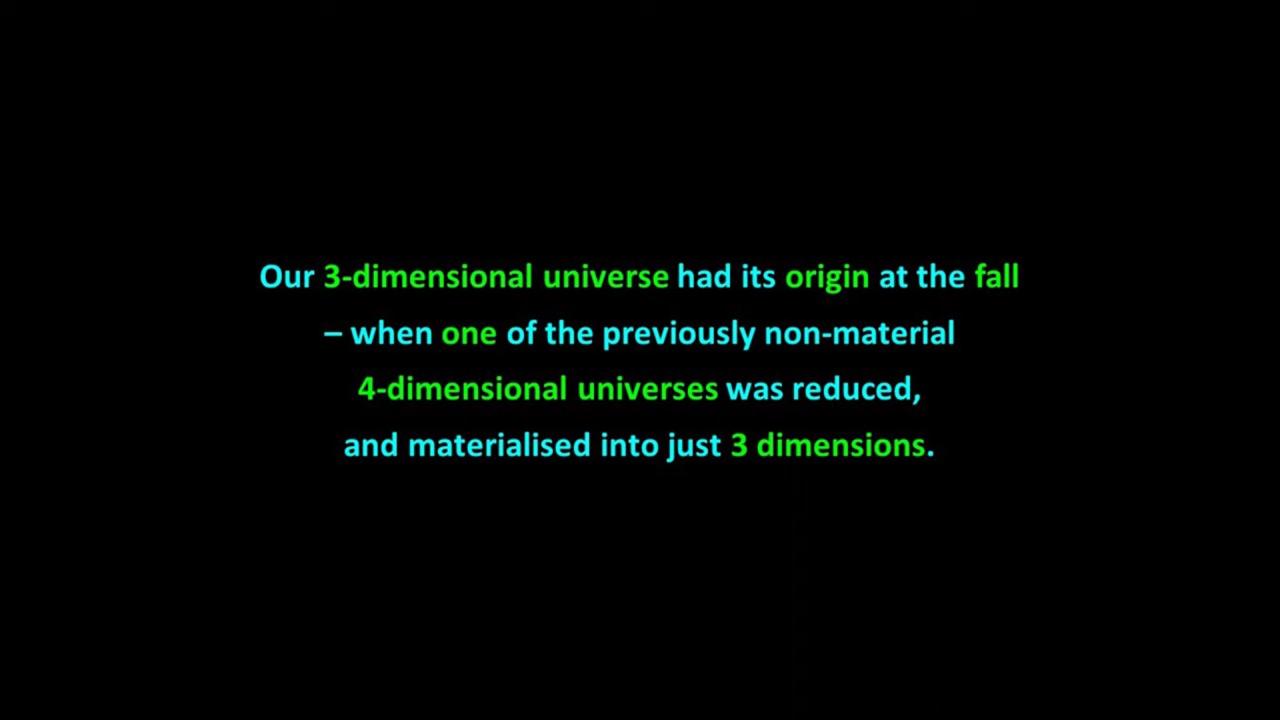 Our 3-dimensional universe had its origin at the fall
– when one of the previously non-material
4-dimensional universes was reduced,
and materialised into just 3 dimensions.